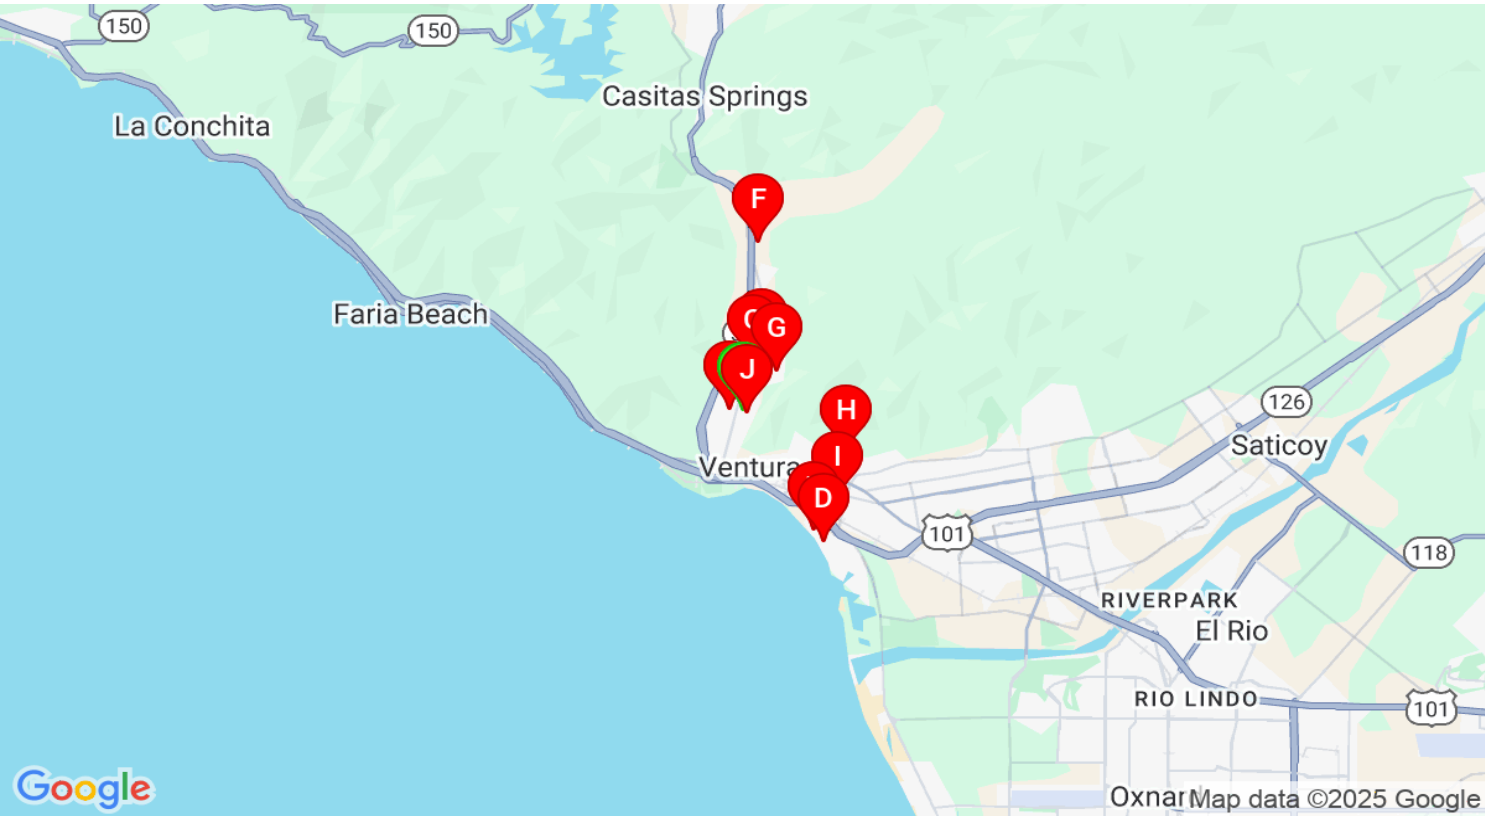 150
150
Casitas Springs
La Conchita
F
Faria Beach
G
J
H
126
Saticoy
I
Ventura
D
101
118
RIVERPARK
El Rio
RIO LINDO
101
Google
Map data ©2025 Google